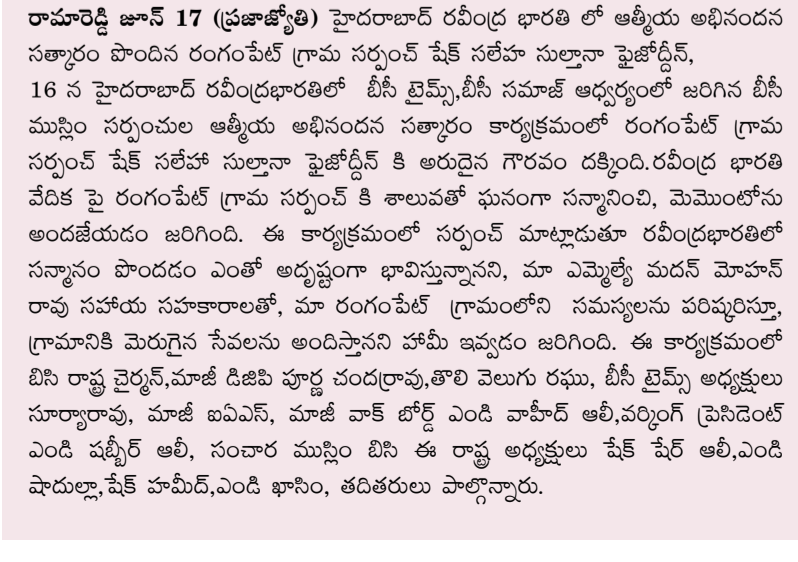 రామారెడ్డి జూన్ 17 (ప్రజాజ్యోతి) హైదరాబాద్ రవీంద్ర భారతి లో ఆత్మీయ అభినందన
సత్కారం పొందిన రంగంపేట్ గ్రామ సర్పంచ్ షేక్ సలేహ సుల్తానా ఫైజోద్దీన్,
16 న హైదరాబాద్ రవీంద్రభారతిలో బీసీ టైమ్స్,బీసీ సమాజ్ ఆధ్వర్యంలో జరిగిన బీసీ
ముస్లిం సర్పంచుల ఆత్మీయ అభినందన సత్కారం కార్యక్రమంలో రంగంపేట్ గ్రామ
సర్పంచ్ షేక్ సలేహా సుల్తానా ఫైజోద్దీన్ కి అరుదైన గౌరవం దక్కింది.రవీంద్ర భారతి
వేదిక పై రంగంపేట్ గ్రామ సర్పంచ్ కి శాలువతో ఘనంగా సన్మానించి, మెమొంటోను
అందజేయడం జరిగింది. ఈ కార్యక్రమంలో సర్పంచ్ మాట్లాడుతూ రవీంద్రభారతిలో
సన్మానం పొందడం ఎంతో అదృష్టంగా భావిస్తున్నానని, మా ఎమ్మెల్యే మదన్ మోహన్
రావు సహాయ సహకారాలతో, మా రంగంపేట్ గ్రామంలోని సమస్యలను పరిష్కరిస్తూ,
గ్రామానికి మెరుగైన సేవలను అందిస్తానని హామీ ఇవ్వడం జరిగింది. ఈ కార్యక్రమంలో
బిసి రాష్ట్ర చైర్మన్,మాజీ డిజిపి పూర్ణ చందర్రావు,తొలి వెలుగు రఘు, బీసీ టైమ్స్ అధ్యక్షులు
సూర్యారావు, మాజీ ఐఏఎస్, మాజీ వాక్ బోర్డ్ ఎండి వాహీద్ ఆలీ,వర్కింగ్ ప్రెసిడెంట్
ఎండి షబ్బీర్ ఆలీ, సంచార ముస్లిం బిసి ఈ రాష్ట్ర అధ్యక్షులు షేక్ షేర్ ఆలీ,ఎండి
షాదుల్లా,షేక్ హమీద్,ఎండి ఖాసిం, తదితరులు పాల్గొన్నారు.